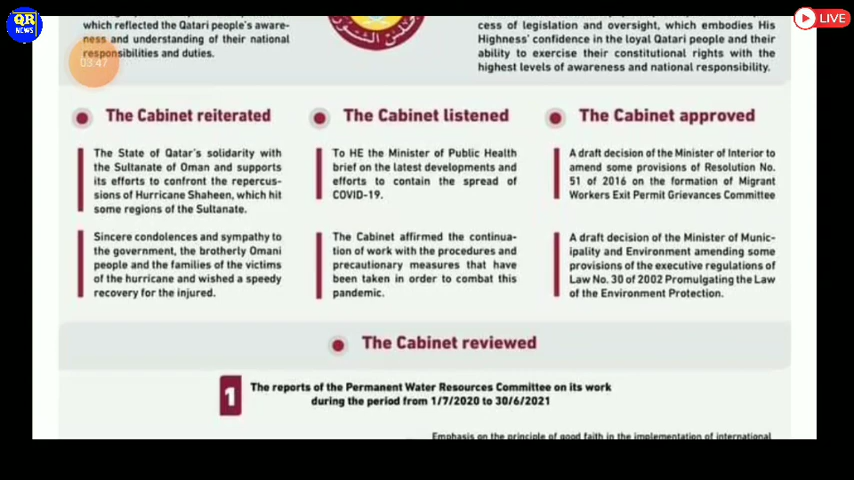 QR
NEWS
LIVE
03:47
which reflected the Qatari people's aware-
ness and understanding of their national
responsibilities and duties.
cess of legislation and oversight, which embodies His
Highness' confidence in the loyal Qatari people and their
ability to exercise their constitutional rights with the
highest levels of awareness and national responsibility.
The Cabinet reiterated
The State of Qatar's solidarity with
the Sultanate of Oman and supports
its efforts to confront the repercus-
sions of Hurricane Shaheen, which hit
some regions of the Sultanate.
Sincere condolences and sympathy to
the government, the brotherly Omani
people and the families of the victims
of the hurricane and wished a speedy
recovery for the injured.
The Cabinet listened
To HE the Minister of Public Health
brief on the latest developments and
efforts to contain the spread of
COVID-19.
The Cabinet affirmed the continua-
tion of work with the procedures and
precautionary measures that have
been taken in order to combat this
pandemic.
The Cabinet approved
A draft decision of the Minister of Interior to
amend some provisions of Resolution No.
51 of 2016 on the formation of Migrant
Workers Exit Permit Grievances Committee
A draft decision of the Minister of Munic-
ipality and Environment amending some
provisions of the executive regulations of
Law No. 30 of 2002 Promulgating the Law
of the Environment Protection.
The Cabinet reviewed
1
The reports of the Permanent Water Resources Committee on its work
during the period from 1/7/2020 to 30/6/2021
Emphasis on the principle of good faith in the implementation of international